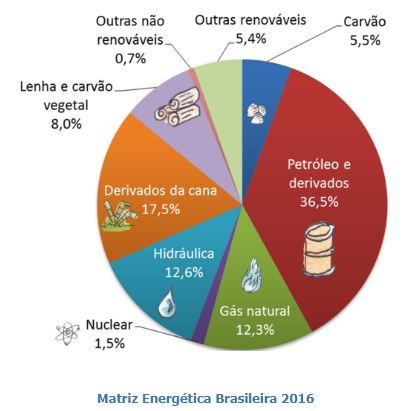 Outras não
renováveis
0,7%
Outras renováveis
5,4%
Carvão
5,5%
Lenha e carvão
vegetal
8,0%
Petróleo e
derivados
36,5%
Derivados da cana
17,5%
Hidráulica
12,6%
Gás natural
12,3%
Nuclear
1,5%
Matriz Energética Brasileira 2016